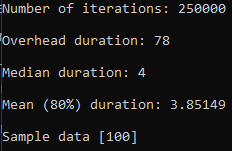 Number of iterations: 250000
Overhead duration: 78
Median duration: 4
Mean (80%) duration: 3.85149
Sample data [100]